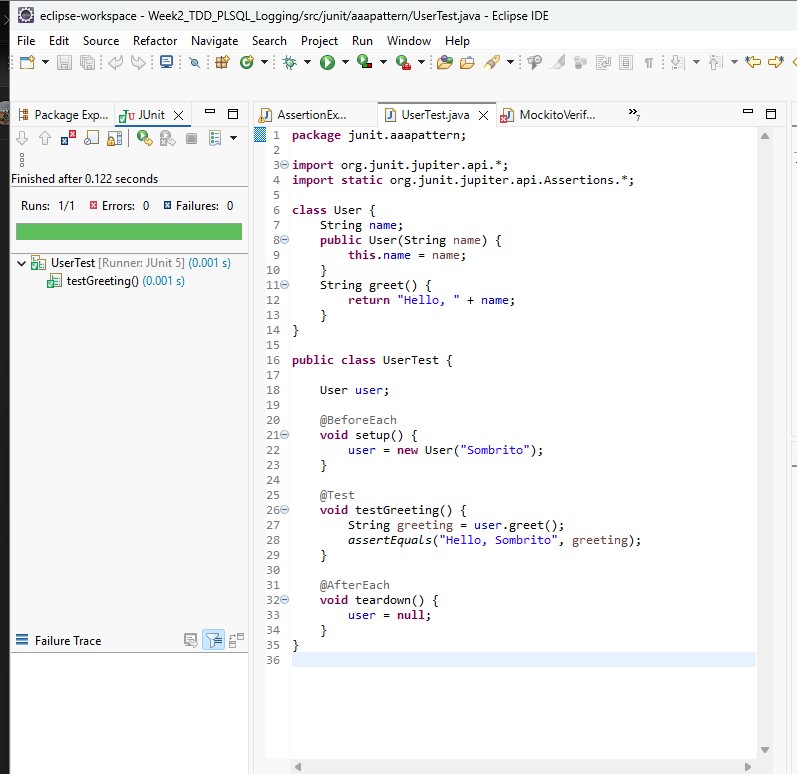 eclipse-workspace - Week2_TDD_PLSQL_Logging/src/junit/aaapattern/UserTest.java - Eclipse IDE
File Edit Source Refactor Navigate Search Project Run Window Help
Package Exp... JUnit
Finished after 0.122 seconds
Runs: 1/1 Errors: 0 Failures: 0
UserTest [Runner: JUnit 5] (0.001 s)
testGreeting() (0.001 s)
Failure Trace
AssertionEx... UserTest.java MockitoVerif... »7
1 package junit.aaapattern;
2
3 import org.junit.jupiter.api.*;
4 import static org.junit.jupiter.api.Assertions.*;
5
6 class User {
7 String name;
8 public User(String name) {
9 this.name = name;
10 }
11 String greet() {
12 return "Hello, " + name;
13 }
14 }
15
16 public class UserTest {
17
18 User user;
19
20 @BeforeEach
21 void setup() {
22 user = new User("Sombrito");
23 }
24
25 @Test
26 void testGreeting() {
27 String greeting = user.greet();
28 assertEquals("Hello, Sombrito", greeting);
29 }
30
31 @AfterEach
32 void teardown() {
33 user = null;
34 }
35 }
36